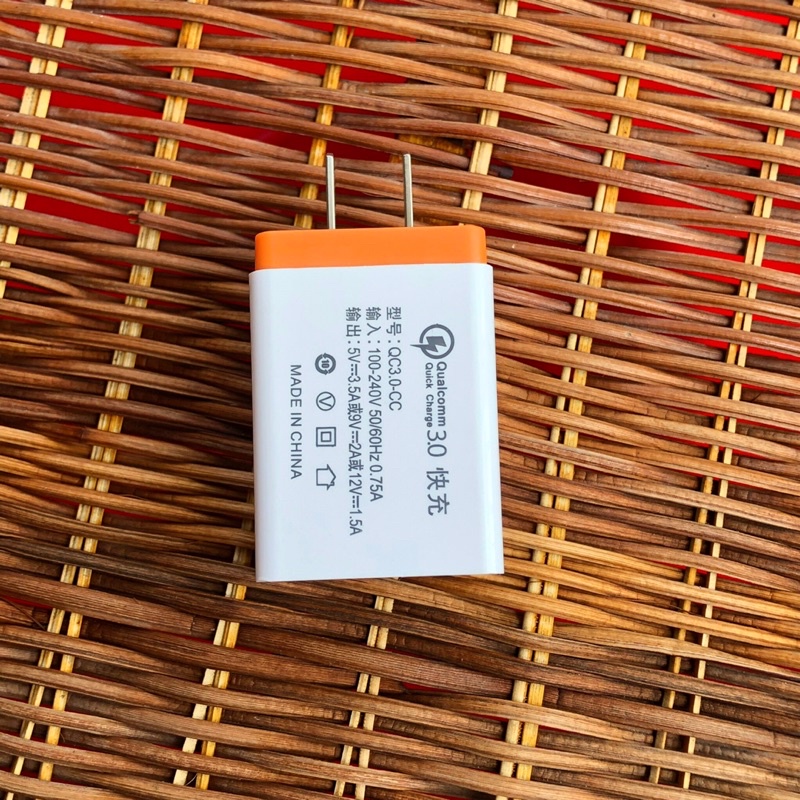 Qualcomm
Quick Charge 3.0 快充
型号: QC3.0-CC
输入: 100-240V 50/60Hz 0.75A
输出: 5V⎓3.5A或9V⎓2A或12V⎓1.5A
10 V
MADE IN CHINA